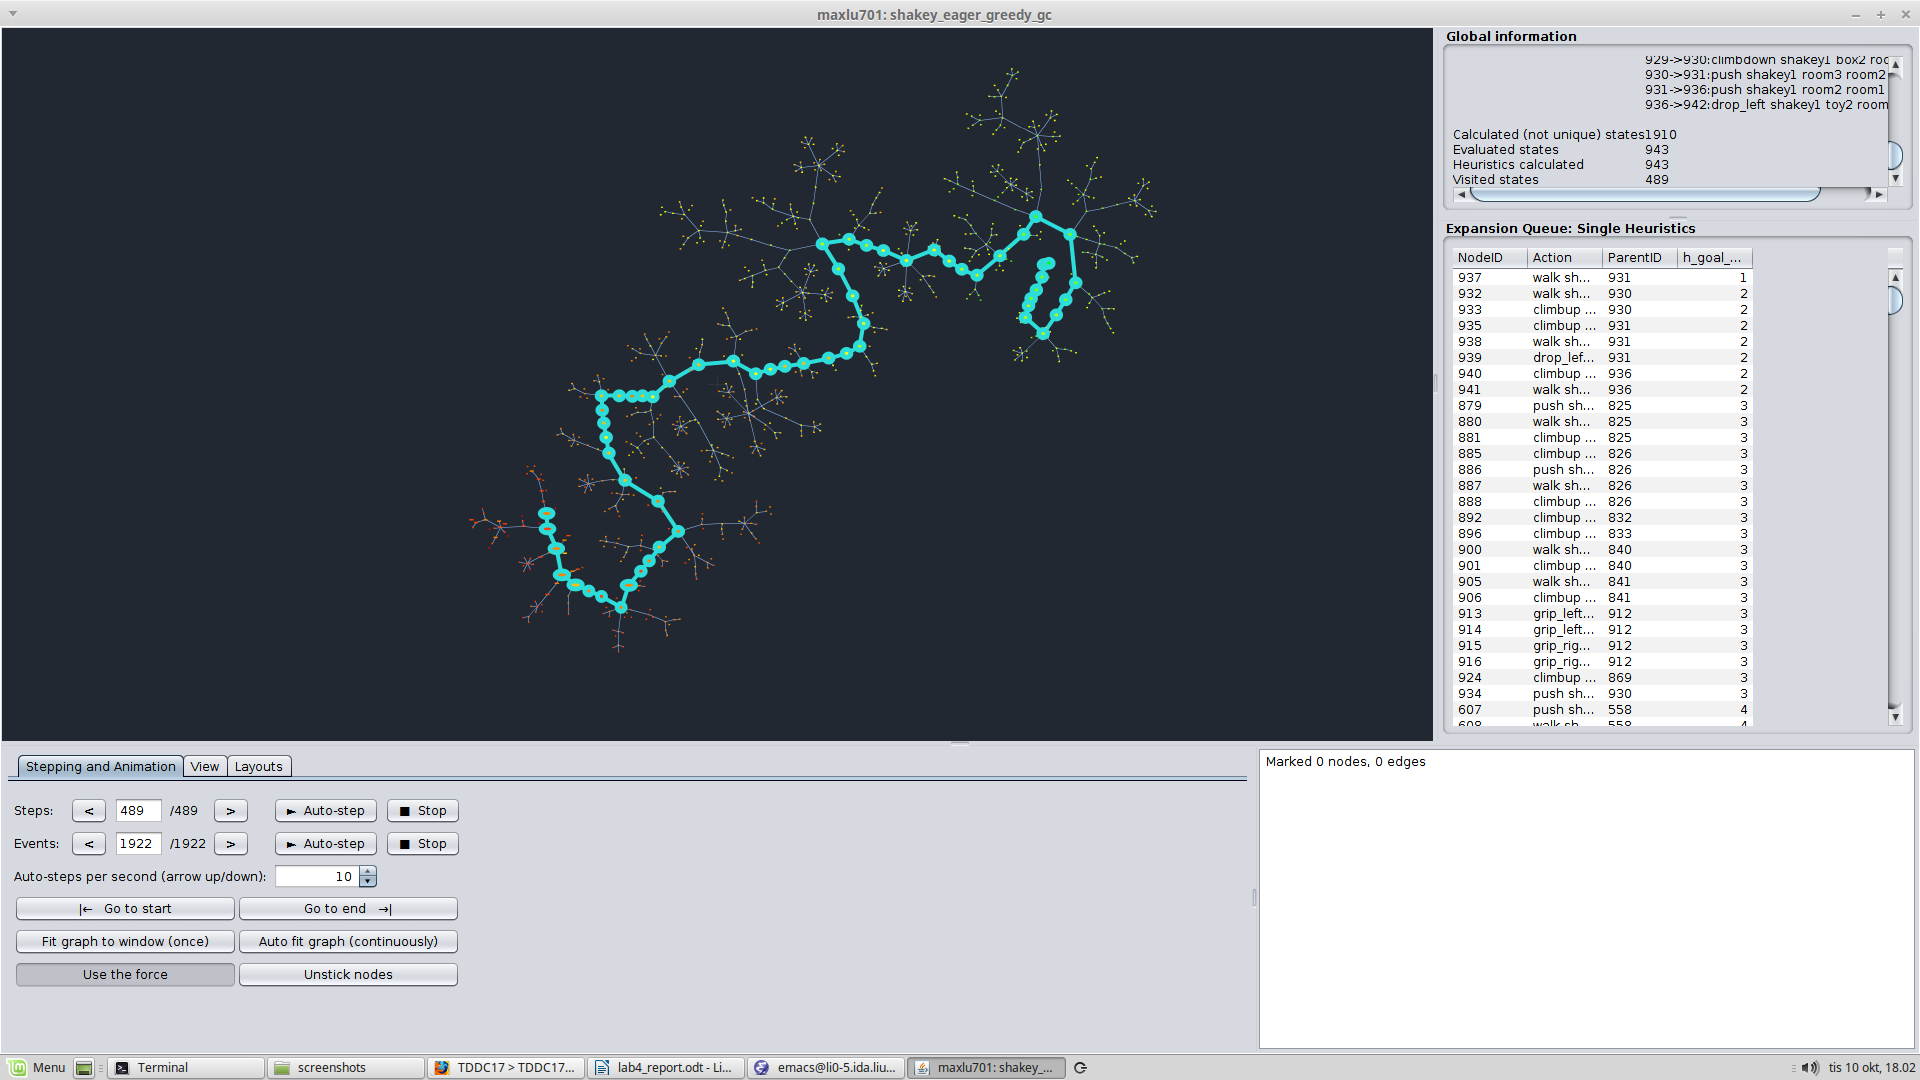 maxlu701: shakey_eager_greedy_gc
Global information
929->930:climbdown shakey1 box2 roo
930->931:push shakey1 room3 room2
931->936:push shakey1 room2 room1
936->942:drop_left shakey1 toy2 room
Calculated (not unique) states1910
Evaluated states 943
Heuristics calculated 943
Visited states 489
Expansion Queue: Single Heuristics
NodeID Action ParentID h_goal_...
937 walk sh... 931 1
932 walk sh... 930 2
933 climbup ... 930 2
935 climbup ... 931 2
938 walk sh... 931 2
939 drop_lef... 931 2
940 climbup ... 936 2
941 walk sh... 936 2
879 push sh... 825 3
880 walk sh... 825 3
881 climbup ... 825 3
885 climbup ... 826 3
886 push sh... 826 3
887 walk sh... 826 3
888 climbup ... 826 3
892 climbup ... 832 3
896 climbup ... 833 3
900 walk sh... 840 3
901 climbup ... 840 3
905 walk sh... 841 3
906 climbup ... 841 3
913 grip_left... 912 3
914 grip_left... 912 3
915 grip_rig... 912 3
916 grip_rig... 912 3
924 climbup ... 869 3
934 push sh... 930 3
607 push sh... 558 4
608 walk sh... 558 4
Stepping and Animation View Layouts
Steps: < 489 /489 > ► Auto-step ■ Stop
Events: < 1922 /1922 > ► Auto-step ■ Stop
Auto-steps per second (arrow up/down): 10
|← Go to start Go to end →|
Fit graph to window (once) Auto fit graph (continuously)
Use the force Unstick nodes
Marked 0 nodes, 0 edges
Menu Terminal screenshots TDDC17 > TDDC17... lab4_report.odt - Li... emacs@li0-5.ida.liu... maxlu701: shakey_... tis 10 okt, 18.02